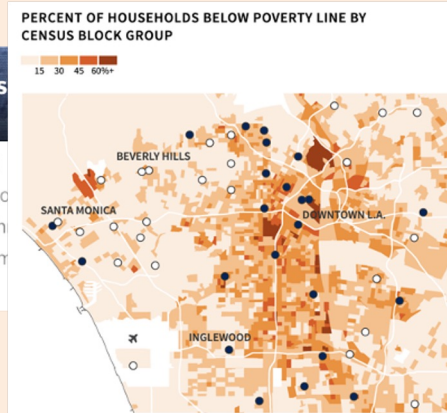 PERCENT OF HOUSEHOLDS BELOW POVERTY LINE BY
CENSUS BLOCK GROUP
15 30 45 60%+
BEVERLY HILLS
SANTA MONICA
DOWNTOWN L.A.
INGLEWOOD